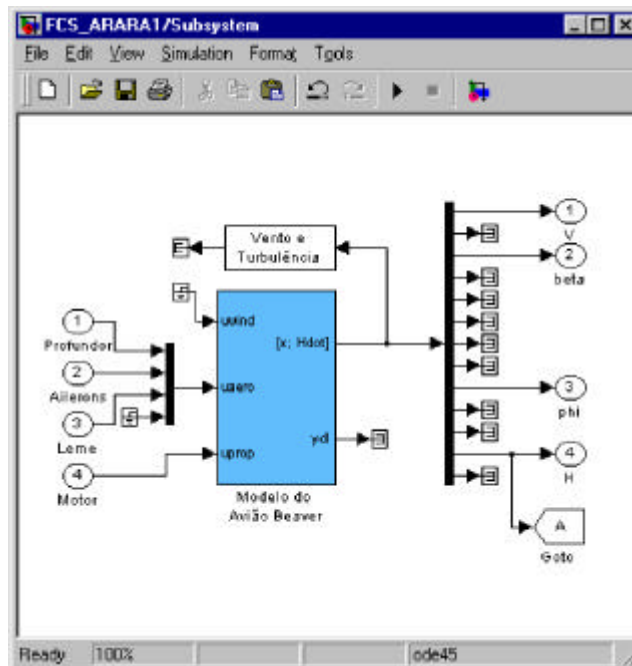 FCS_ARARA1/Subsystem
File Edit View Simulation Format Tools
Vento e
Turbulência
1
V
2
beta
uwind
[x; Hdot]
1
Profundor
2
Ailerons
uaero
3
Leme
3
phi
ydl
4
Motor
uprop
4
H
Modelo do
Avião Beaver
A
Goto
Ready 100% ode45